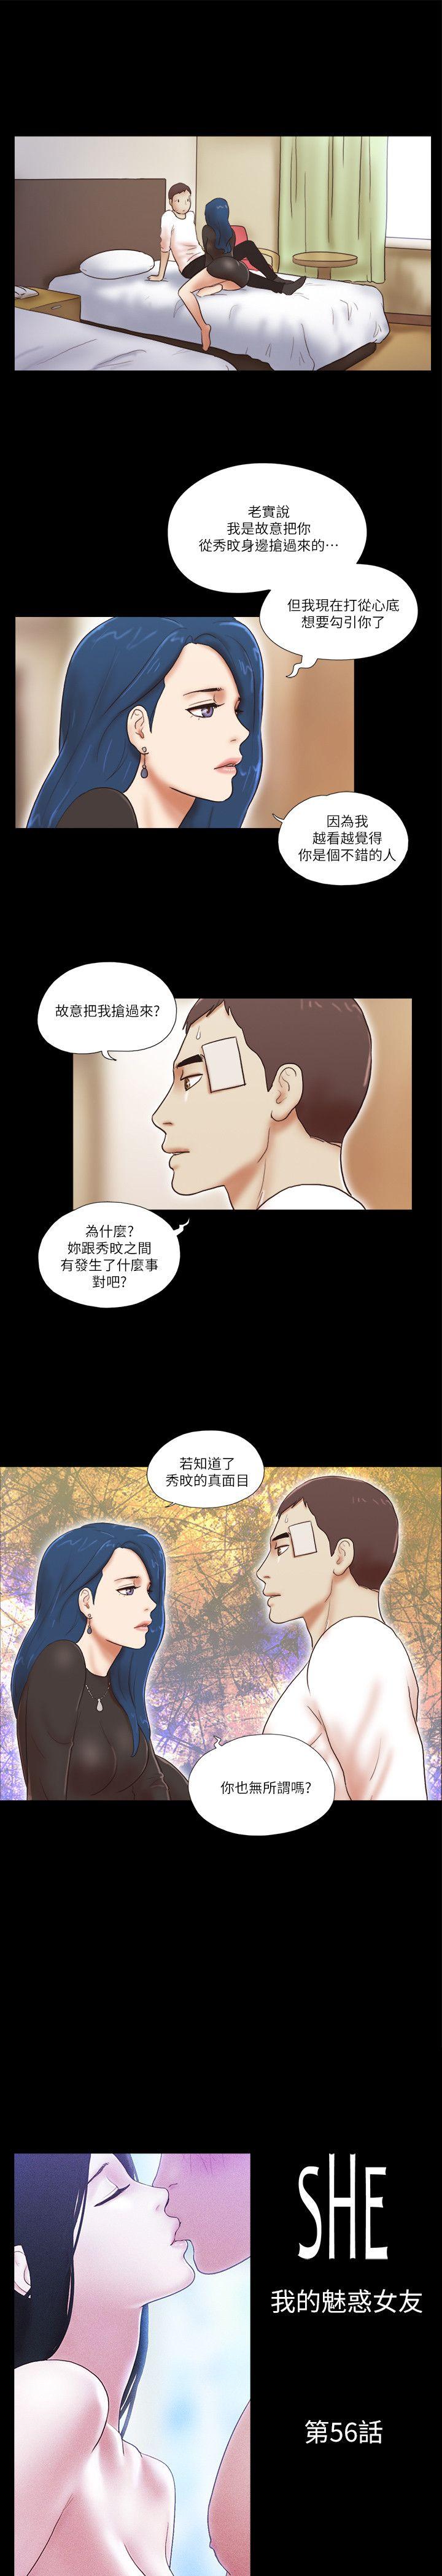 老實說
我是故意把你
從秀旼身邊搶過來的…
但我現在打從心底
想要勾引你了
因為我
越看越覺得
你是個不錯的人
故意把我搶過來?
為什麼?
妳跟秀旼之間
有發生了什麼事
對吧?
若知道了
秀旼的真面目
你也無所謂嗎?
SHE
我的魅惑女友
第56話